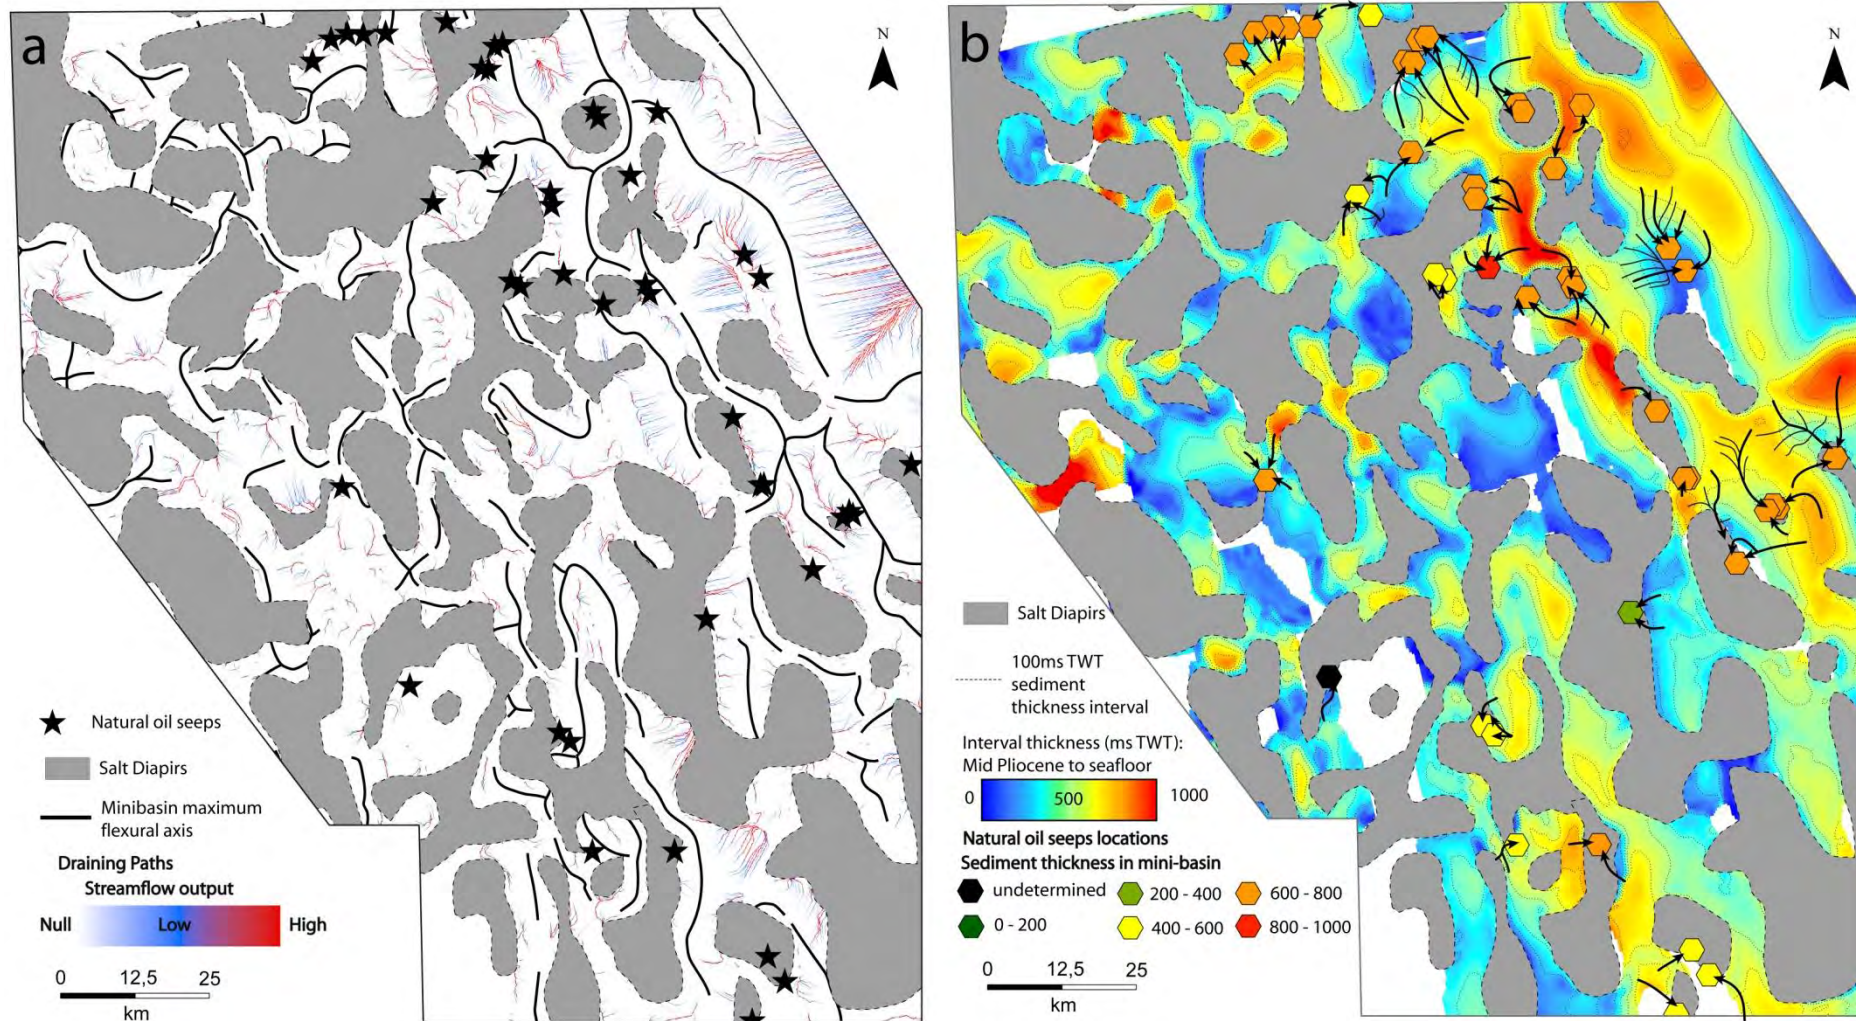 a
N
Natural oil seeps
Salt Diapirs
Minibasin maximum
flexural axis
Draining Paths
Streamflow output
Null
Low
High
0
12,5
25
km
b
N
Salt Diapirs
100ms TWT
sediment
thickness interval
Interval thickness (ms TWT):
Mid Pliocene to seafloor
0
500
1000
Natural oil seeps locations
Sediment thickness in mini-basin
undetermined
200 - 400
600 - 800
0 - 200
400 - 600
800 - 1000
0
12,5
25
km